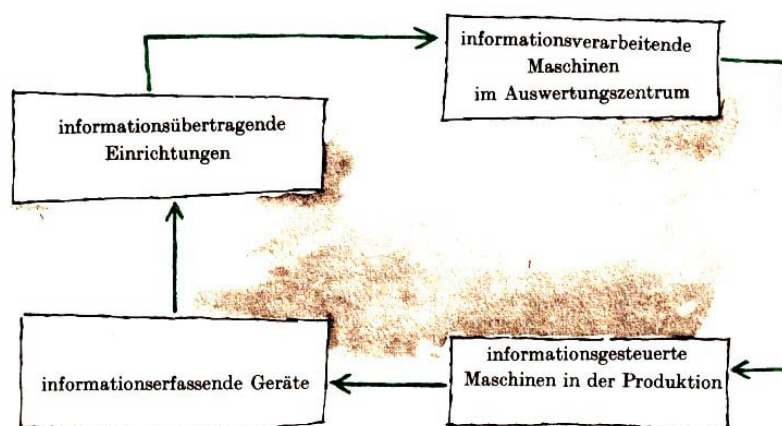 informationsverarbeitende
Maschinen
im Auswertungszentrum
informationsübertragende
Einrichtungen
informationsgesteuerte
Maschinen in der Produktion
informationserfassende Geräte